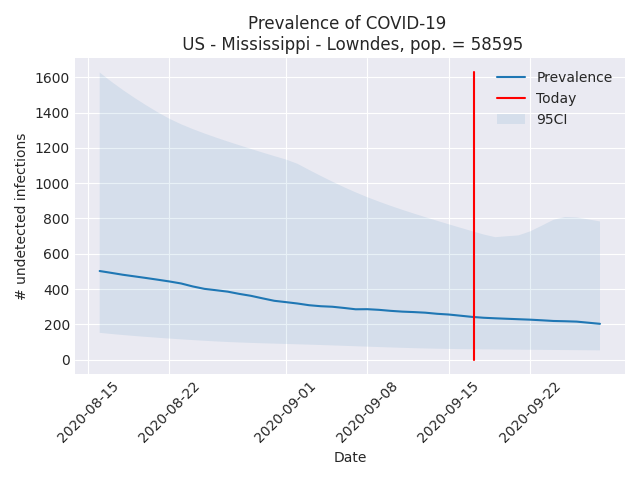 Prevalence of COVID-19
US - Mississippi - Lowndes, pop. = 58595
Prevalence
Today
95CI
# undetected infections
1600
1400
1200
1000
800
600
400
200
0
2020-08-15
2020-08-22
2020-09-01
2020-09-08
2020-09-15
2020-09-22
Date